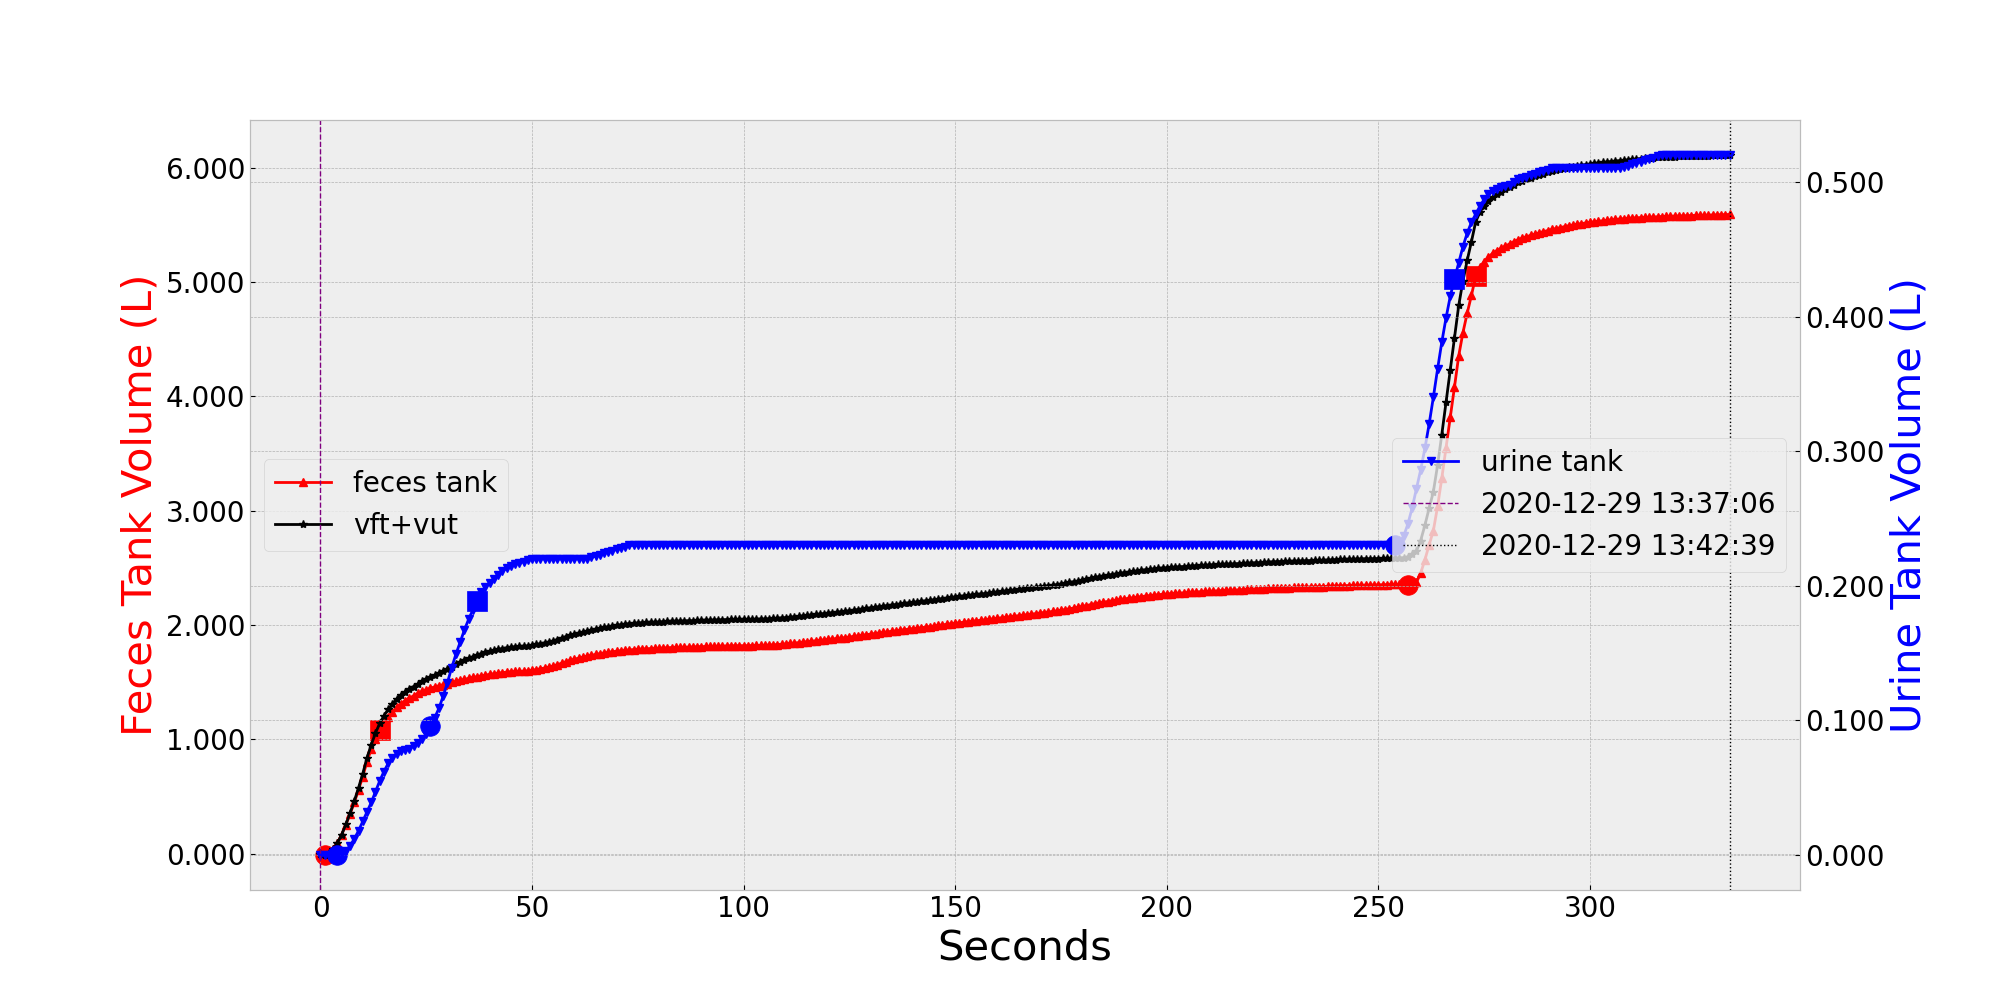 Feces Tank Volume (L)
6.000
5.000
4.000
3.000
2.000
1.000
0.000
feces tank
vft+vut
urine tank
2020-12-29 13:37:06
2020-12-29 13:42:39
0.500
0.400
0.300
0.200
0.100
0.000
Urine Tank Volume (L)
0 50 100 150 200 250 300
Seconds